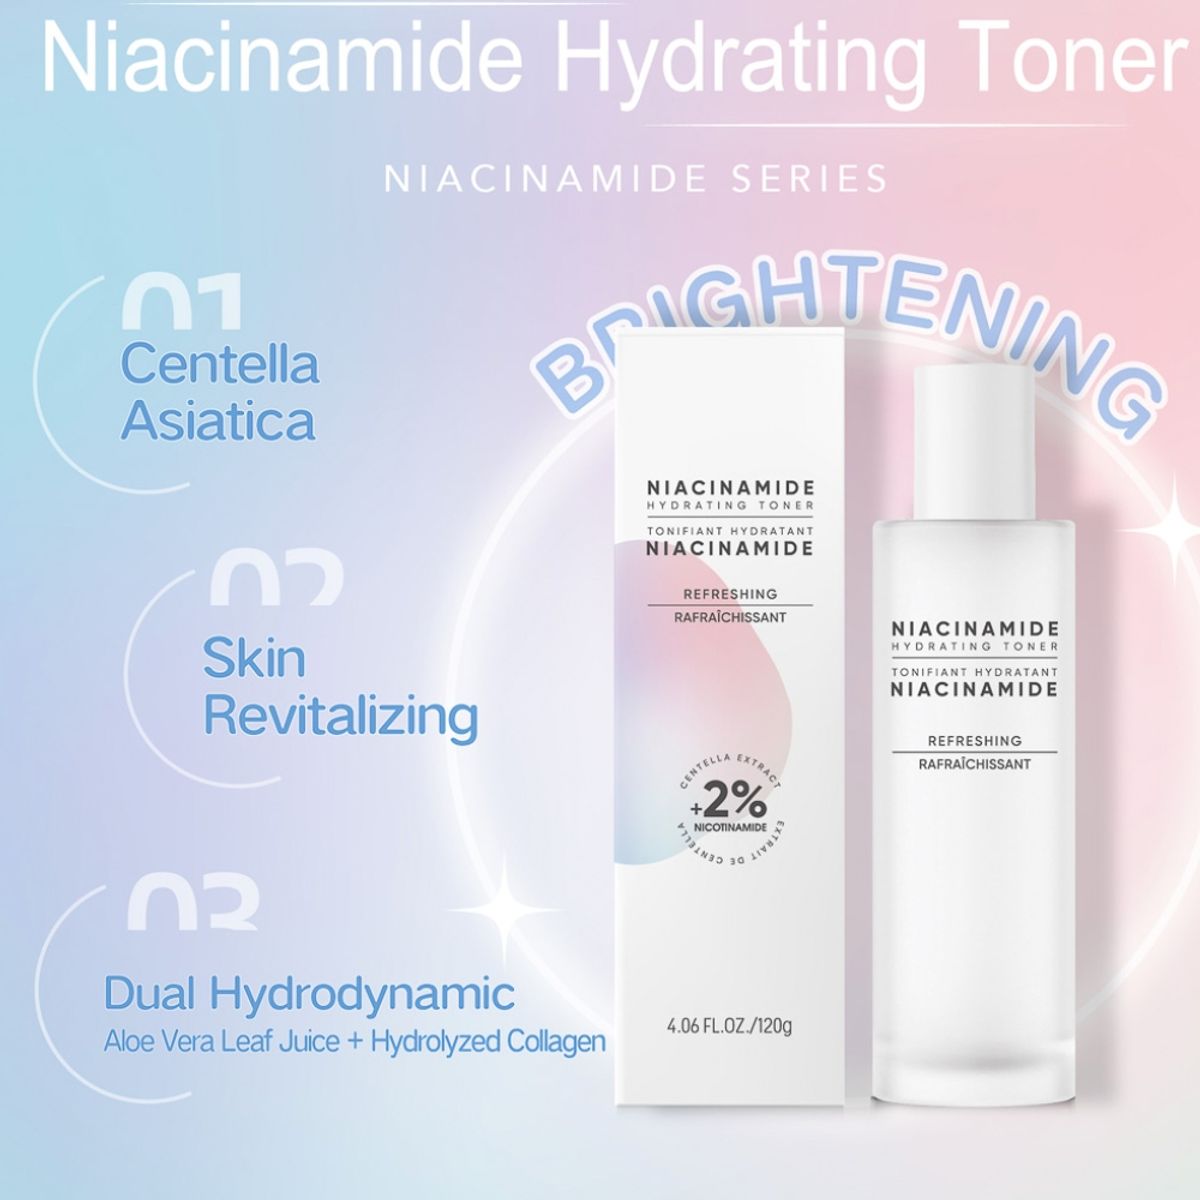 Niacinamide Hydrating Toner
NIACINAMIDE SERIES
BRIGHTENING
01
Centella
Asiatica
02
Skin
Revitalizing
03
Dual Hydrodynamic
Aloe Vera Leaf Juice + Hydrolyzed Collagen
NIACINAMIDE
HYDRATING TONER
TONIFIANT HYDRATANT
NIACINAMIDE
REFRESHING
RAFRAÎCHISSANT
CENTELLA EXTRACT
+2%
NICOTINAMIDE
EXTRAIT DE CENTELLA
4.06 FL.OZ./120g
NIACINAMIDE
HYDRATING TONER
TONIFIANT HYDRATANT
NIACINAMIDE
REFRESHING
RAFRAÎCHISSANT